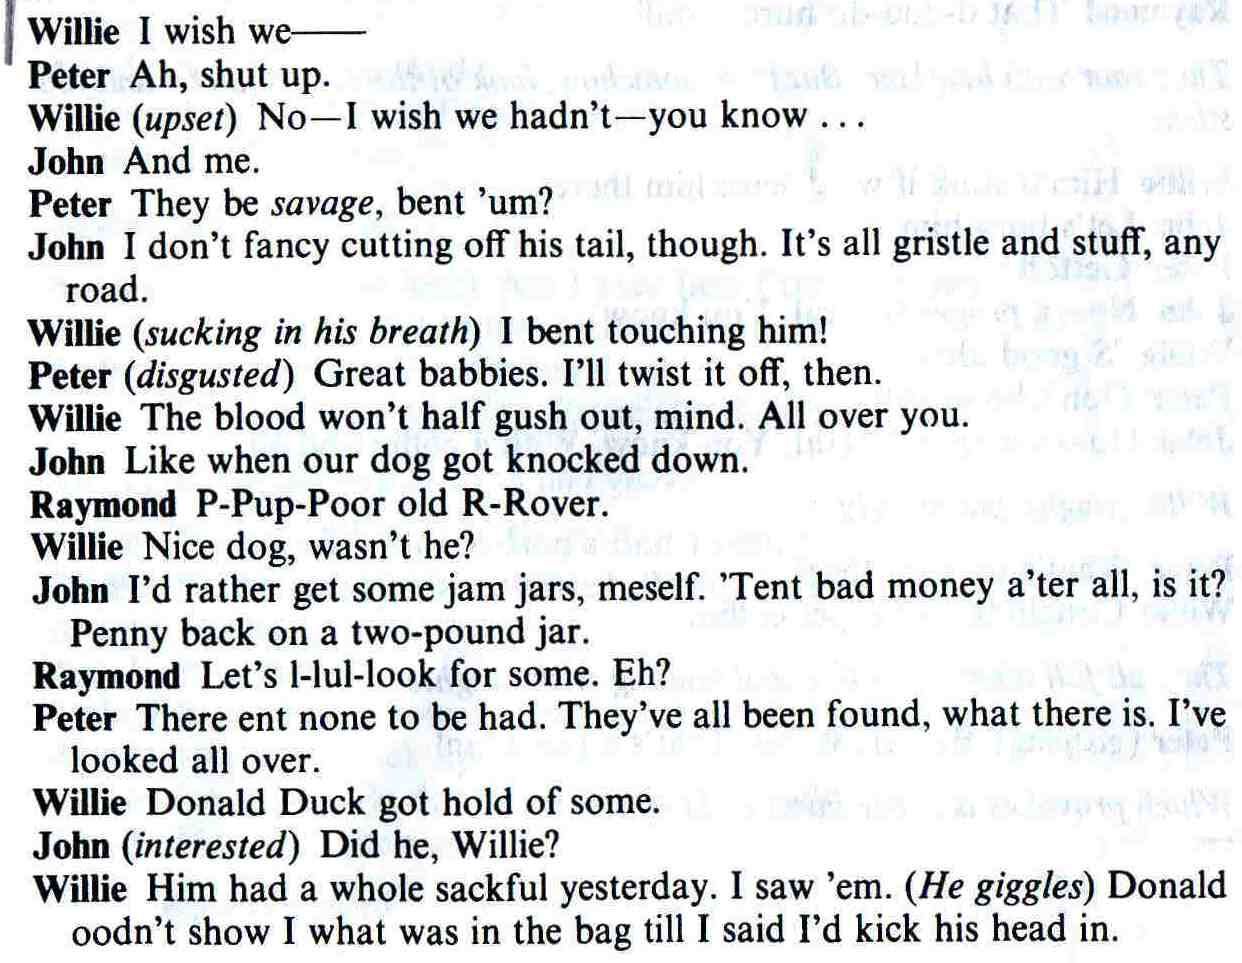 Willie I wish we——
Peter Ah, shut up.
Willie (upset) No—I wish we hadn't—you know . . .
John And me.
Peter They be savage, bent 'um?
John I don't fancy cutting off his tail, though. It's all gristle and stuff, any
road.
Willie (sucking in his breath) I bent touching him!
Peter (disgusted) Great babbies. I'll twist it off, then.
Willie The blood won't half gush out, mind. All over you.
John Like when our dog got knocked down.
Raymond P-Pup-Poor old R-Rover.
Willie Nice dog, wasn't he?
John I'd rather get some jam jars, meself. 'Tent bad money a'ter all, is it?
Penny back on a two-pound jar.
Raymond Let's l-lul-look for some. Eh?
Peter There ent none to be had. They've all been found, what there is. I've
looked all over.
Willie Donald Duck got hold of some.
John (interested) Did he, Willie?
Willie Him had a whole sackful yesterday. I saw 'em. (He giggles) Donald
oodn't show I what was in the bag till I said I'd kick his head in.